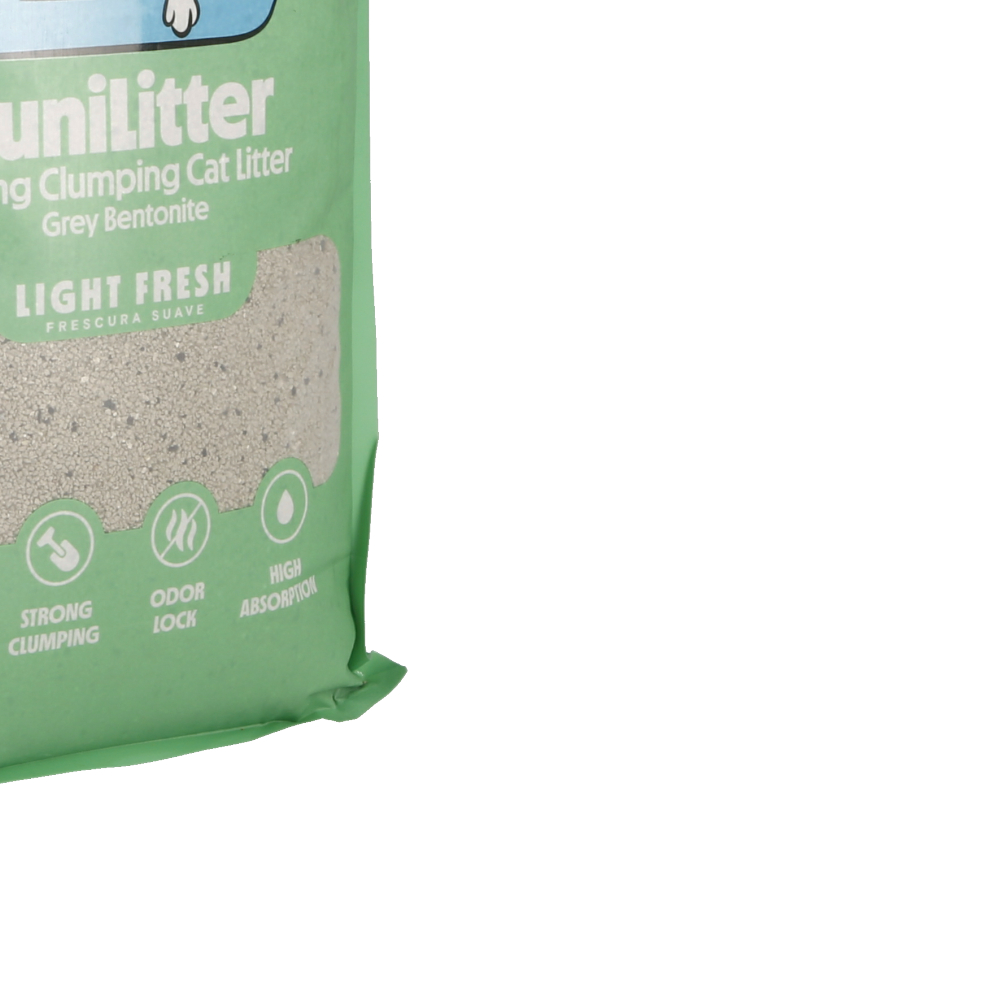 uniLitter
ng Clumping Cat Litter
Grey Bentonite
LIGHT FRESH
FRESCURA SUAVE
STRONG
CLUMPING
ODOR
LOCK
HIGH
ABSORPTION